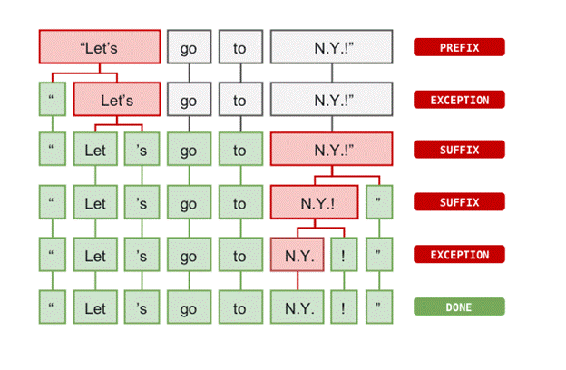 “Let’s go to N.Y.!” PREFIX
“ Let’s go to N.Y.!” EXCEPTION
“ Let ’s go to N.Y.!” SUFFIX
“ Let ’s go to N.Y.! ” SUFFIX
“ Let ’s go to N.Y. ! ” EXCEPTION
“ Let ’s go to N.Y. ! ” DONE